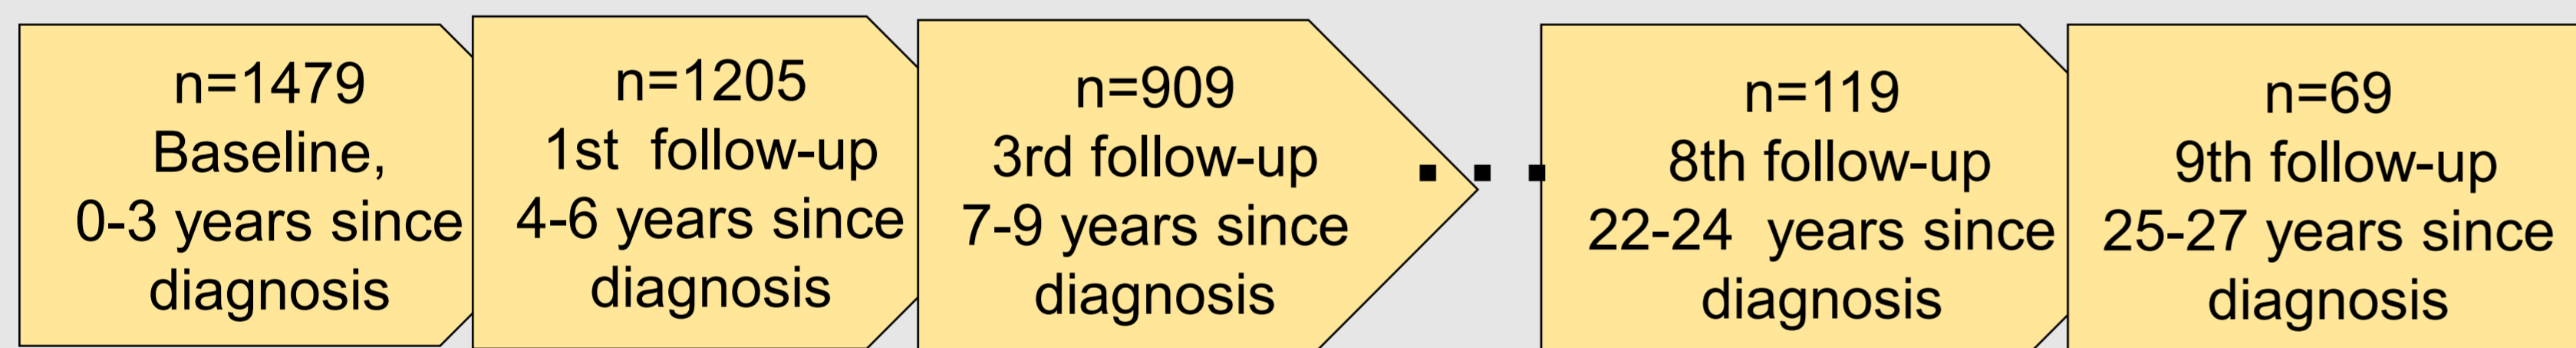 n=1479
Baseline,
0-3 years since
diagnosis
n=1205
1st  follow-up
4-6 years since
diagnosis
n=909
3rd follow-up
7-9 years since
diagnosis
...
n=119
8th follow-up
22-24  years since
diagnosis
n=69
9th follow-up
25-27 years since
diagnosis